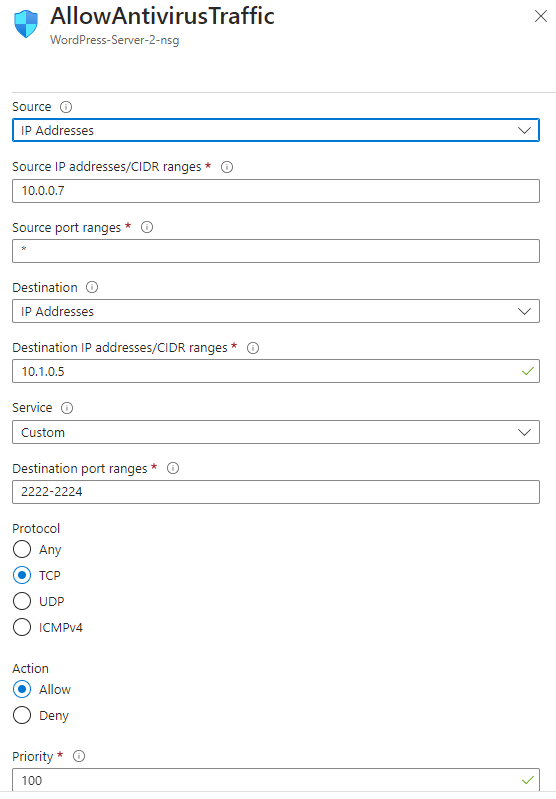 AllowAntivirusTraffic
WordPress-Server-2-nsg
Source
IP Addresses
Source IP addresses/CIDR ranges *
10.0.0.7
Source port ranges *
*
Destination
IP Addresses
Destination IP addresses/CIDR ranges *
10.1.0.5
Service
Custom
Destination port ranges *
2222-2224
Protocol
Any
TCP
UDP
ICMPv4
Action
Allow
Deny
Priority *
100